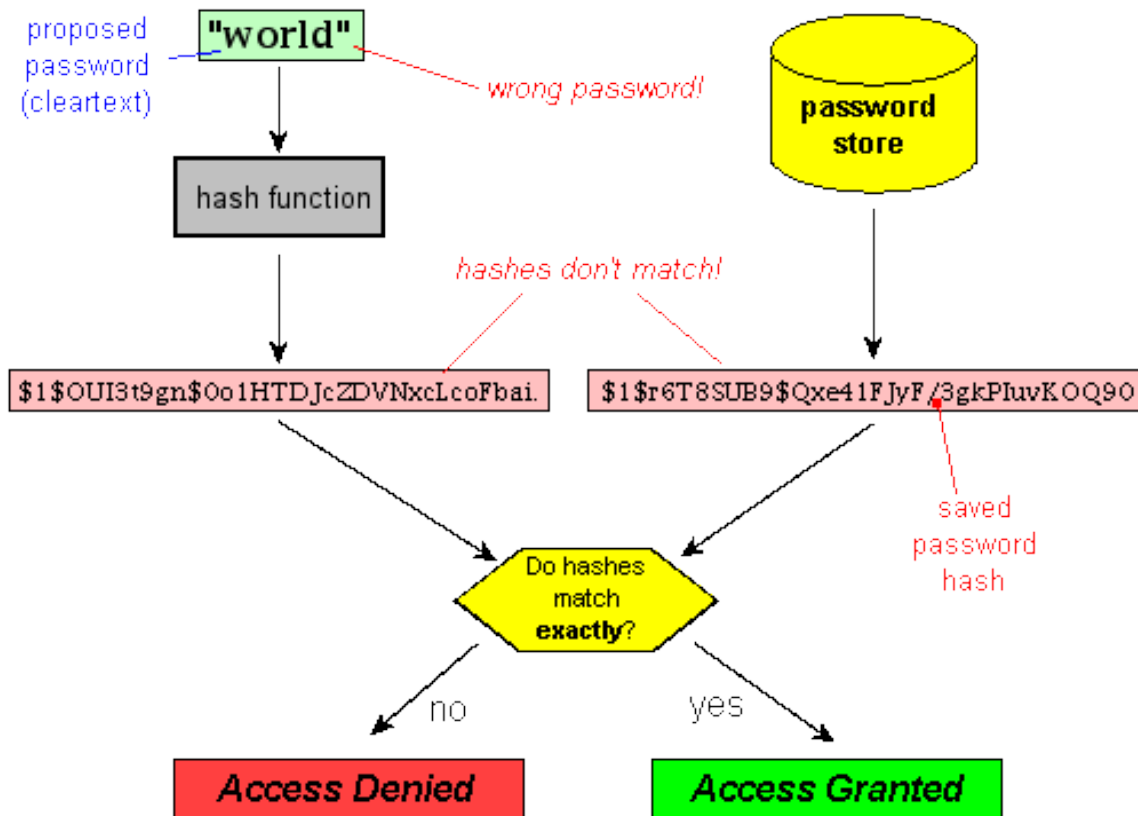 proposed
password
(cleartext)
"world"
wrong password!
password
store
hash function
hashes don't match!
$1$OUI3t9gn$0o1HTDJcZDVNxcLcoFbai.
$1$r6T8SUB9$Qxe41FJyF/3gkPIuvKOQ90
saved
password
hash
Do hashes
match
exactly?
no
yes
Access Denied
Access Granted